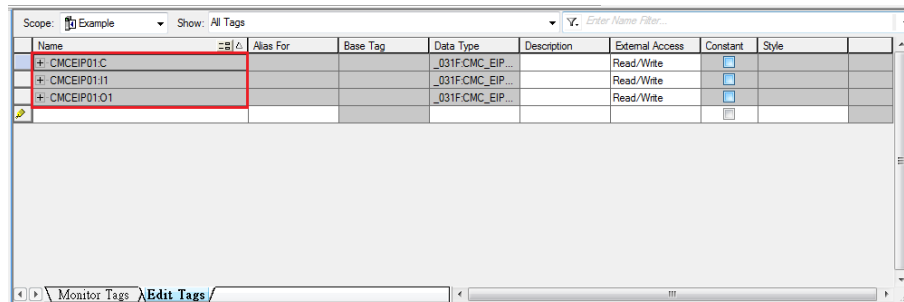 Scope: Example Show: All Tags Enter Name Filter...
Name Alias For Base Tag Data Type Description External Access Constant Style
CMCEIP01:C _031F:CMC_EIP... Read/Write
CMCEIP01:I1 _031F:CMC_EIP... Read/Write
CMCEIP01:O1 _031F:CMC_EIP... Read/Write
Monitor Tags Edit Tags